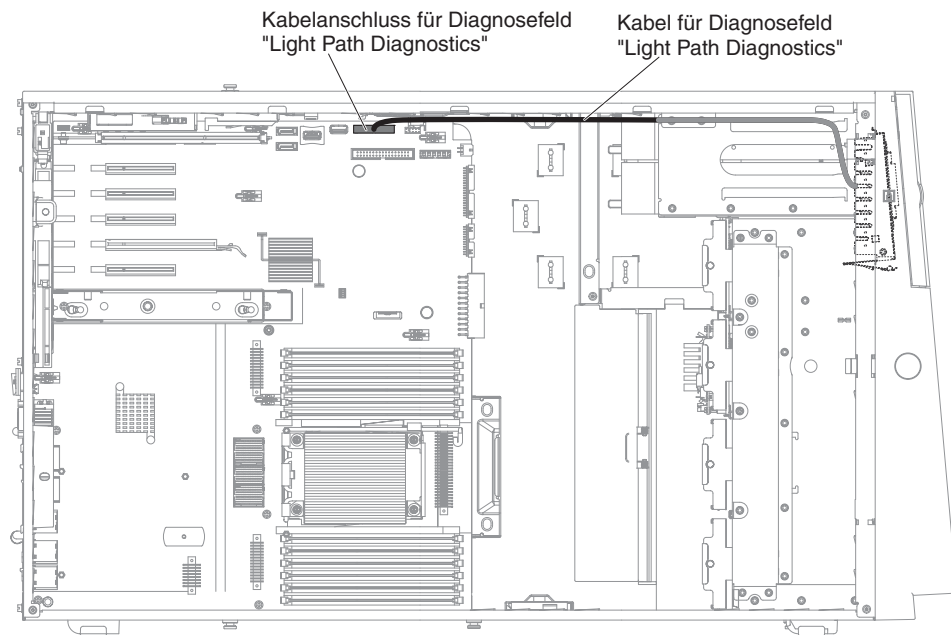 Kabelanschluss für Diagnosefeld
"Light Path Diagnostics"
Kabel für Diagnosefeld
"Light Path Diagnostics"